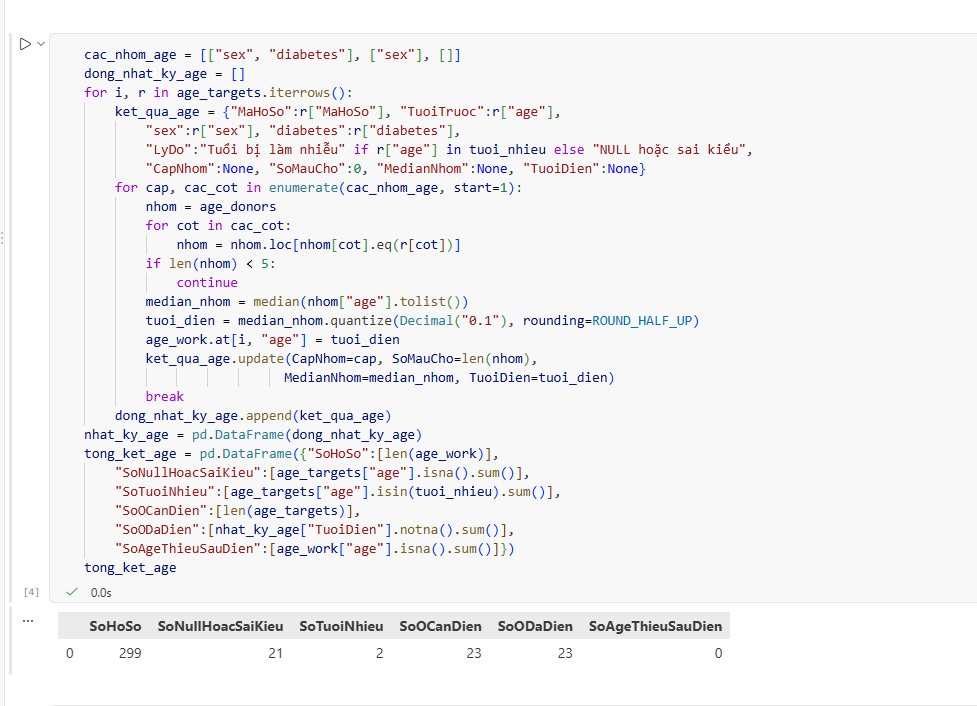 cac_nhom_age = [["sex", "diabetes"], ["sex"], []]
dong_nhat_ky_age = []
for i, r in age_targets.iterrows():
    ket_qua_age = {"MaHoSo":r["MaHoSo"], "TuoiTruoc":r["age"],
        "sex":r["sex"], "diabetes":r["diabetes"],
        "LyDo":"Tuổi bị làm nhiễu" if r["age"] in tuoi_nhieu else "NULL hoặc sai kiểu",
        "CapNhom":None, "SoMauCho":0, "MedianNhom":None, "TuoiDien":None}
    for cap, cac_cot in enumerate(cac_nhom_age, start=1):
        nhom = age_donors
        for cot in cac_cot:
            nhom = nhom.loc[nhom[cot].eq(r[cot])]
        if len(nhom) < 5:
            continue
        median_nhom = median(nhom["age"].tolist())
        tuoi_dien = median_nhom.quantize(Decimal("0.1"), rounding=ROUND_HALF_UP)
        age_work.at[i, "age"] = tuoi_dien
        ket_qua_age.update(CapNhom=cap, SoMauCho=len(nhom),
                          MedianNhom=median_nhom, TuoiDien=tuoi_dien)
        break
    dong_nhat_ky_age.append(ket_qua_age)
nhat_ky_age = pd.DataFrame(dong_nhat_ky_age)
tong_ket_age = pd.DataFrame({"SoHoSo":[len(age_work)],
    "SoNullHoacSaiKieu":[age_targets["age"].isna().sum()],
    "SoTuoiNhieu":[age_targets["age"].isin(tuoi_nhieu).sum()],
    "SoOCanDien":[len(age_targets)],
    "SoODaDien":[nhat_ky_age["TuoiDien"].notna().sum()],
    "SoAgeThieuSauDien":[age_work["age"].isna().sum()]})
tong_ket_age
[4] 0.0s
... SoHoSo SoNullHoacSaiKieu SoTuoiNhieu SoOCanDien SoODaDien SoAgeThieuSauDien
0 299 21 2 23 23 0